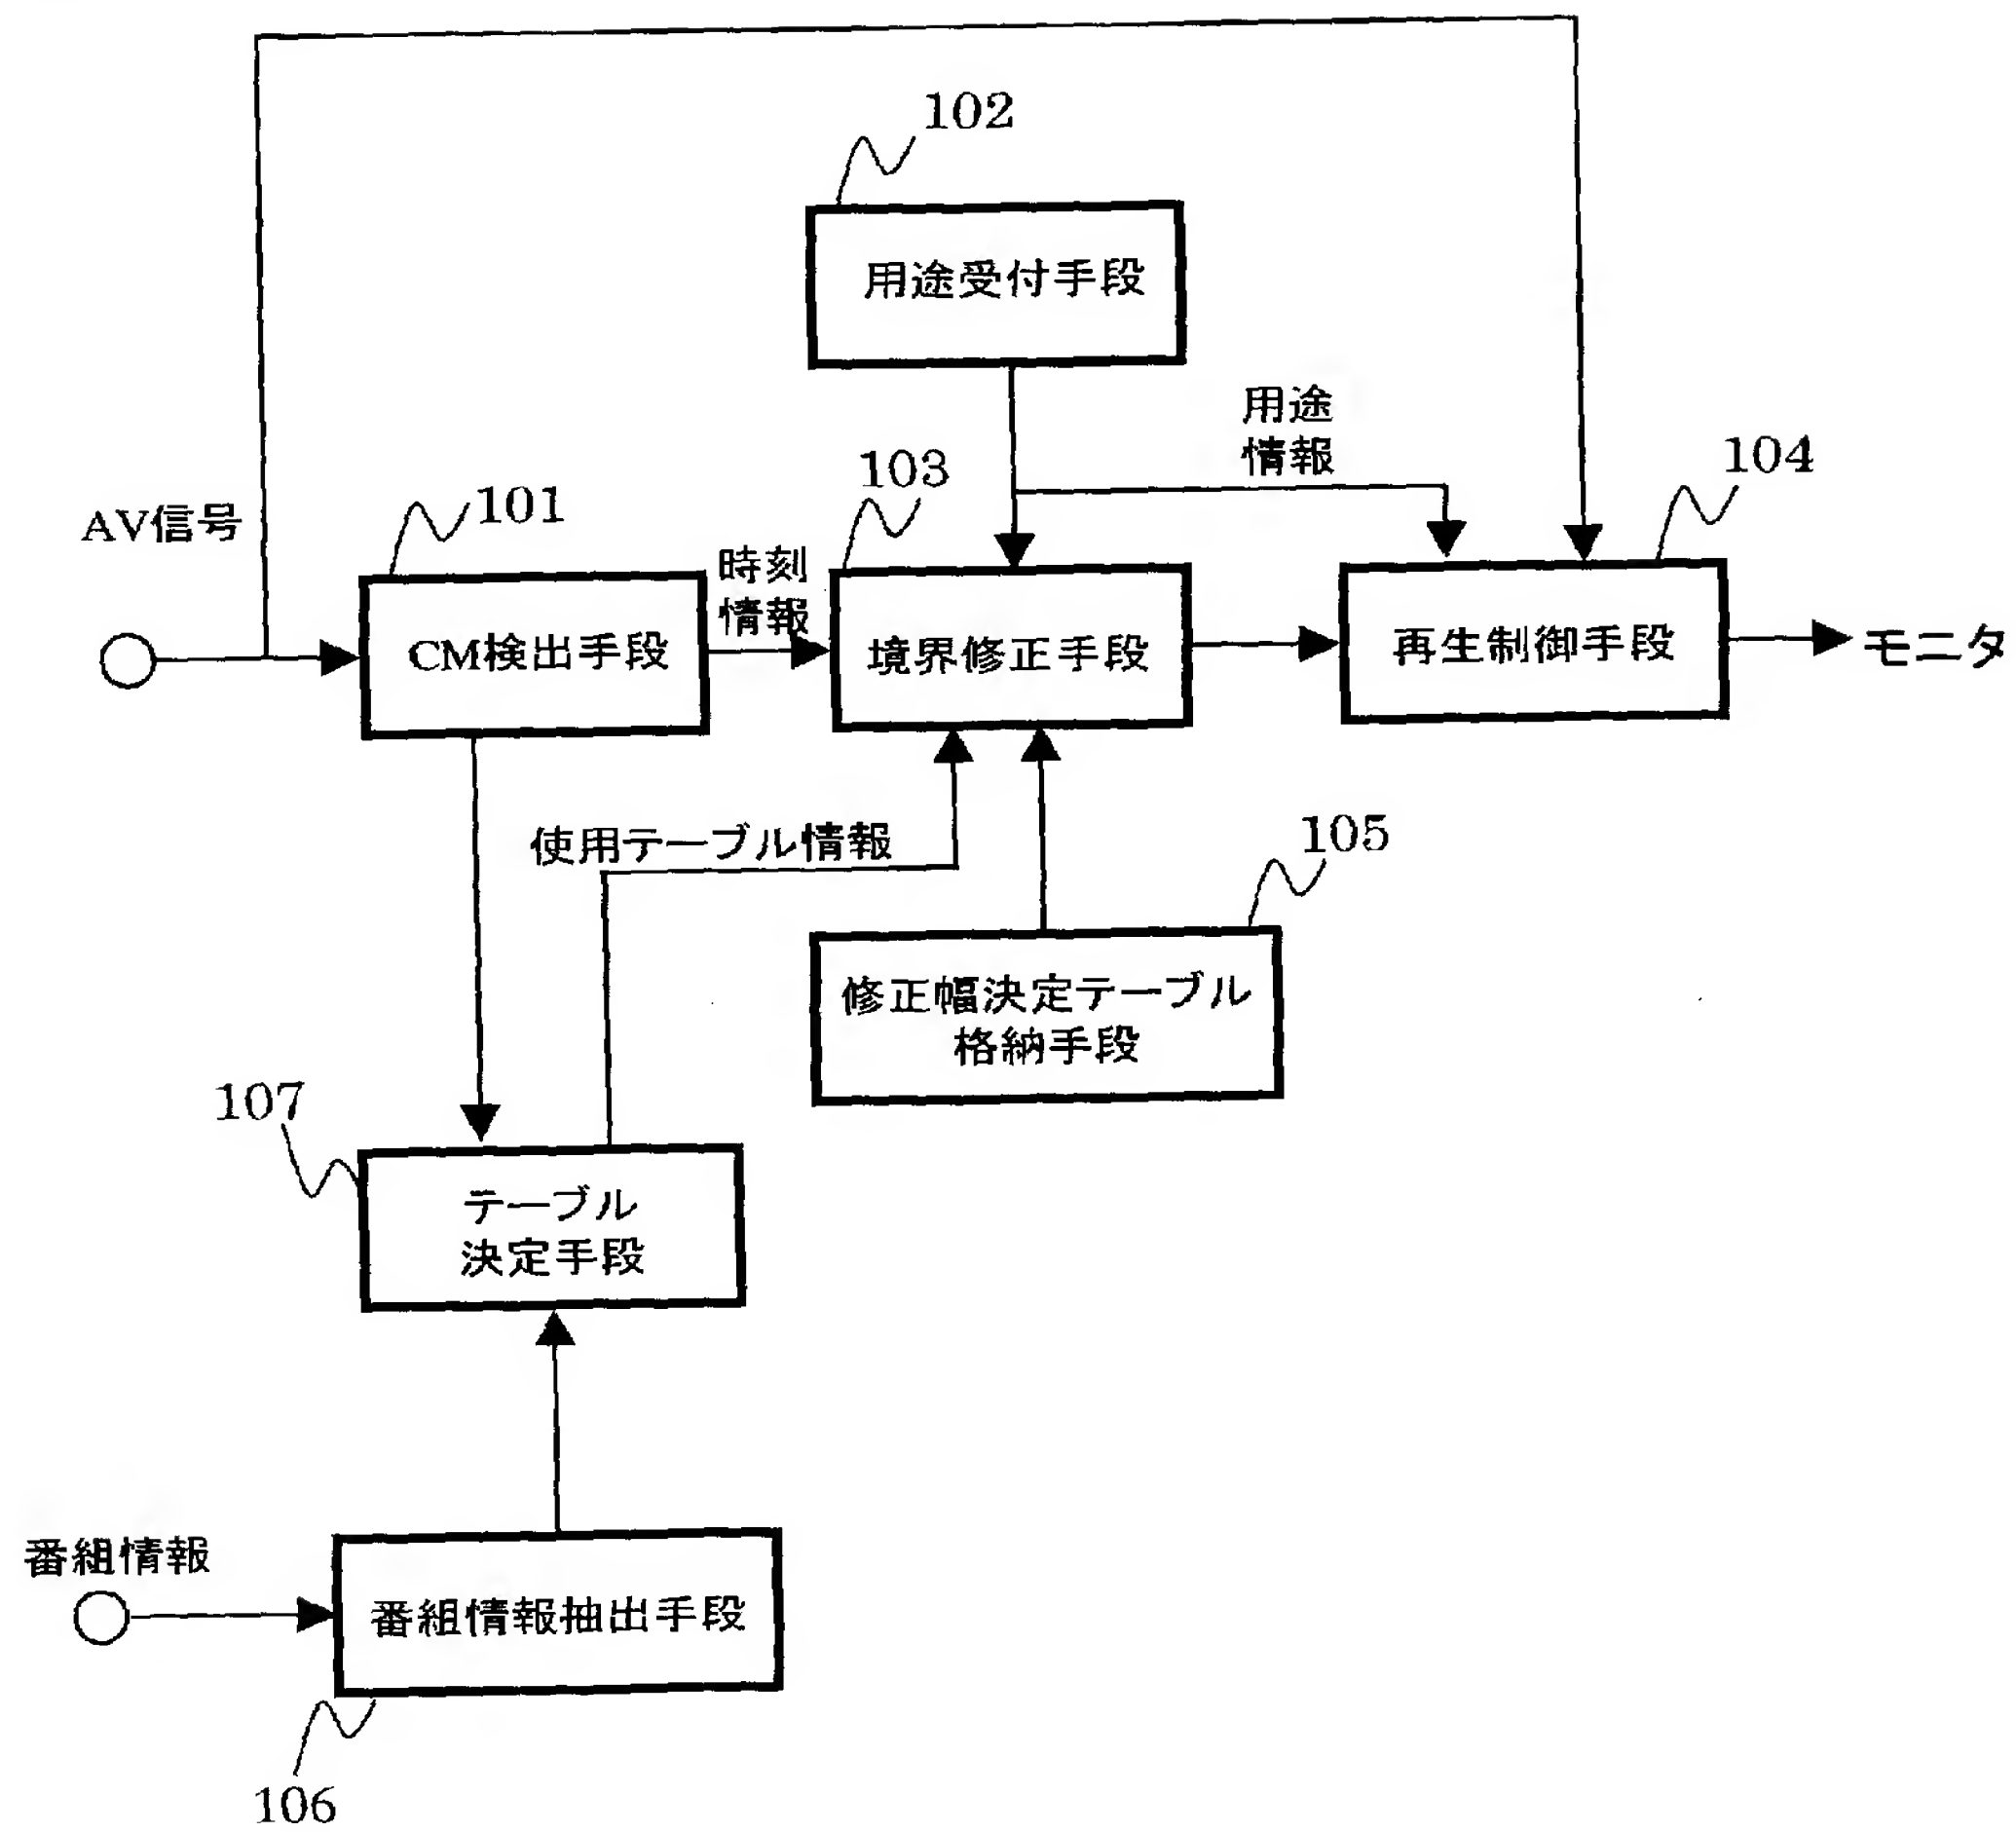 102
用途受付手段
用途
情報
104
103
101
AV信号
時刻
情報
CM検出手段
境界修正手段
再生制御手段
モニタ
使用テーブル情報
105
修正幅決定テーブル
格納手段
107
テーブル
決定手段
番組情報
番組情報抽出手段
106